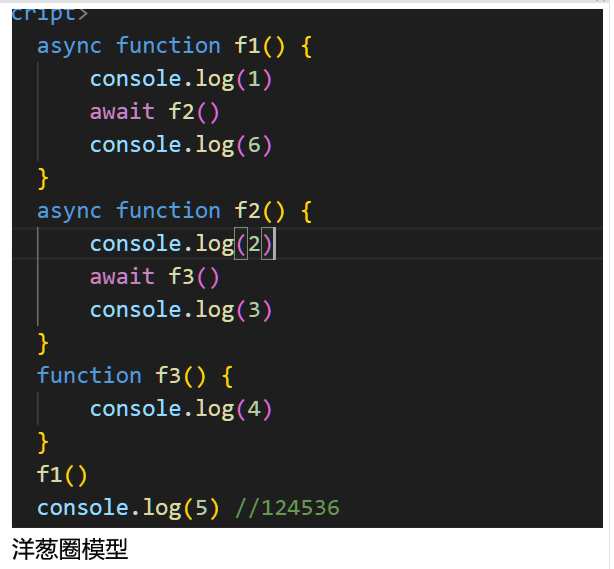 cript>
async function f1() {
console.log(1)
await f2()
console.log(6)
}
async function f2() {
console.log(2)
await f3()
console.log(3)
}
function f3() {
console.log(4)
}
f1()
console.log(5) //124536
洋葱圈模型